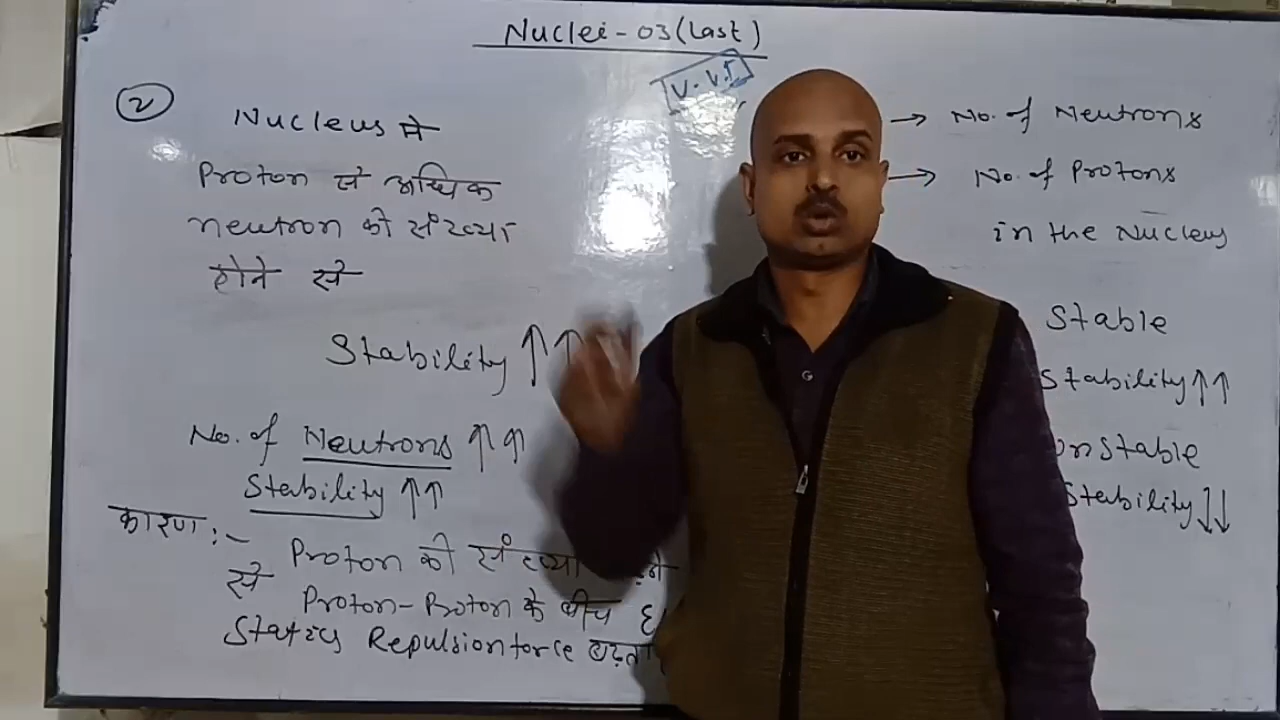 Nuclei-03(Last)
V.V.I
2
Nucleus में
Proton से अधिक
neutron की संख्या
होने से
Stability ↑↑
No. of Neutrons ↑↑
Stability ↑↑
कारण:-
Proton की संख्या
से Proton-Proton के बीच
Statics Repulsion force
→ No. of Neutrons
→ No. of Protons
in the Nucleus
Stable
Stability ↑↑
Stability ↓↓